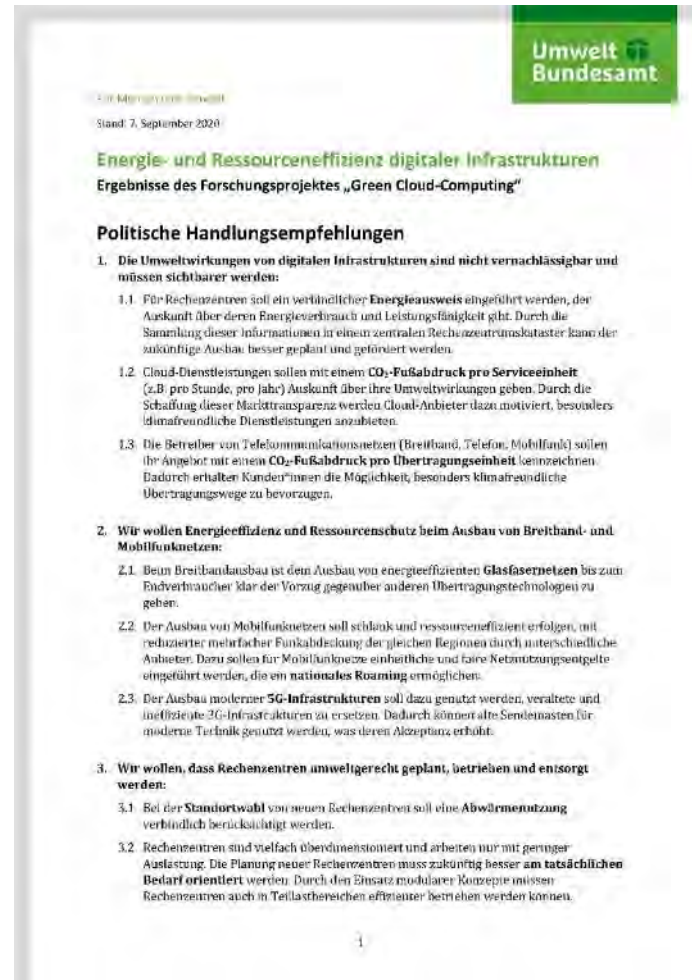 Umwelt
Bundesamt
Für Mensch und Umwelt
Stand: 7. September 2020
Energie- und Ressourceneffizienz digitaler Infrastrukturen
Ergebnisse des Forschungsprojektes „Green Cloud-Computing“
Politische Handlungsempfehlungen
1. Die Umweltwirkungen von digitalen Infrastrukturen sind nicht vernachlässigbar und
müssen sichtbarer werden:
1.1. Für Rechenzentren soll ein verbindlicher Energieausweis eingeführt werden, der
Auskunft über deren Energieverbrauch und Leistungsfähigkeit gibt. Durch die
Sammlung dieser Informationen in einem zentralen Rechenzentrumskataster kann der
zukünftige Ausbau besser geplant und gefördert werden.
1.2. Cloud-Dienstleistungen sollen mit einem CO₂-Fußabdruck pro Serviceeinheit
(z.B. pro Stunde, pro Jahr) Auskunft über ihre Umweltwirkungen geben. Durch die
Schaffung dieser Markttransparenz werden Cloud-Anbieter dazu motiviert, besonders
klimafreundliche Dienstleistungen anzubieten.
1.3. Die Betreiber von Telekommunikationsnetzen (Breitband, Telefon, Mobilfunk) sollen
ihr Angebot mit einem CO₂-Fußabdruck pro Übertragungseinheit kennzeichnen.
Dadurch erhalten Kunden*innen die Möglichkeit, besonders klimafreundliche
Übertragungswege zu bevorzugen.
2. Wir wollen Energieeffizienz und Ressourcenschutz beim Ausbau von Breitband- und
Mobilfunknetzen:
2.1. Beim Breitbandausbau ist dem Ausbau von energieeffizienten Glasfasernetzen bis zum
Endverbraucher klar der Vorzug gegenüber anderen Übertragungstechnologien zu
geben.
2.2. Der Ausbau von Mobilfunknetzen soll schlank und ressourceneffizient erfolgen, mit
reduzierter mehrfacher Funkabdeckung der gleichen Regionen durch unterschiedliche
Anbieter. Dazu sollen für Mobilfunknetze einheitliche und faire Netznutzungsentgelte
eingeführt werden, die ein nationales Roaming ermöglichen.
2.3. Der Ausbau moderner 5G-Infrastrukturen soll dazu genutzt werden, veraltete und
ineffiziente 3G-Infrastrukturen zu ersetzen. Dadurch können alte Sendemasten für
moderne Technik genutzt werden, was deren Akzeptanz erhöht.
3. Wir wollen, dass Rechenzentren umweltgerecht geplant, betrieben und entsorgt
werden:
3.1. Bei der Standortwahl von neuen Rechenzentren soll eine Abwärmenutzung
verbindlich berücksichtigt werden.
3.2. Rechenzentren sind vielfach überdimensioniert und arbeiten nur mit geringer
Auslastung. Die Planung neuer Rechenzentren muss zukünftig besser am tatsächlichen
Bedarf orientiert werden. Durch den Einsatz modularer Konzepte müssen
Rechenzentren auch in Teillastbereichen effizienter betrieben werden können.
1